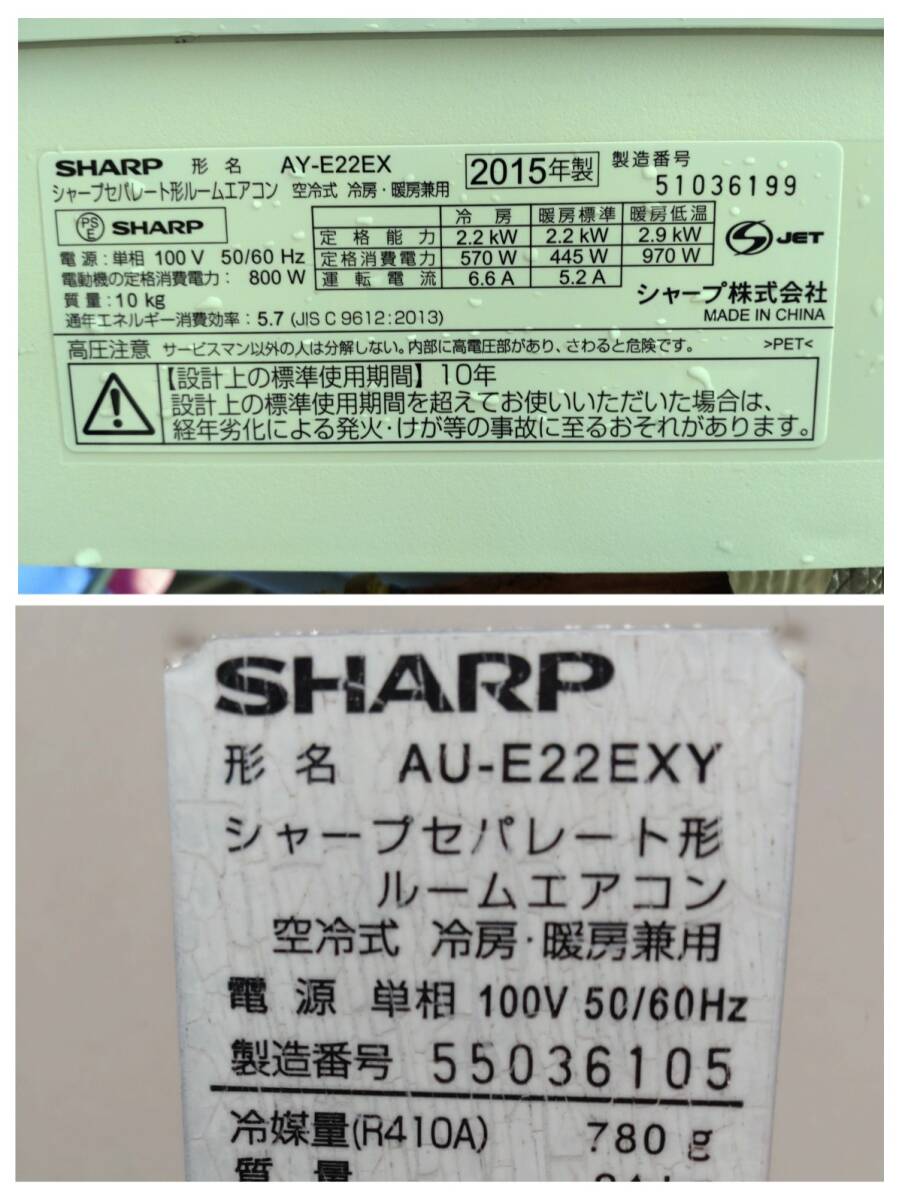 SHARP 形名 AY-E22EX 2015年製 製造番号 51036199
シャープセパレート形ルームエアコン 空冷式 冷房・暖房兼用
PSE SHARP
電源:単相 100V 50/60 Hz
電動機の定格消費電力: 800 W
質量:10 kg
通年エネルギー消費効率:5.7 (JIS C 9612:2013)
冷房 暖房標準 暖房低温
定格能力 2.2 kW 2.2 kW 2.9 kW
定格消費電力 570 W 445 W 970 W
運転電流 6.6 A 5.2 A
JET
シャープ株式会社
MADE IN CHINA
高圧注意 サービスマン以外の人は分解しない。内部に高電圧部があり、さわると危険です。 >PET<
【設計上の標準使用期間】10年
設計上の標準使用期間を超えてお使いいただいた場合は、
経年劣化による発火・けが等の事故に至るおそれがあります。
SHARP
形名 AU-E22EXY
シャープセパレート形
ルームエアコン
空冷式 冷房・暖房兼用
電源 単相 100V 50/60Hz
製造番号 55036105
冷媒量(R410A) 780 g
質量